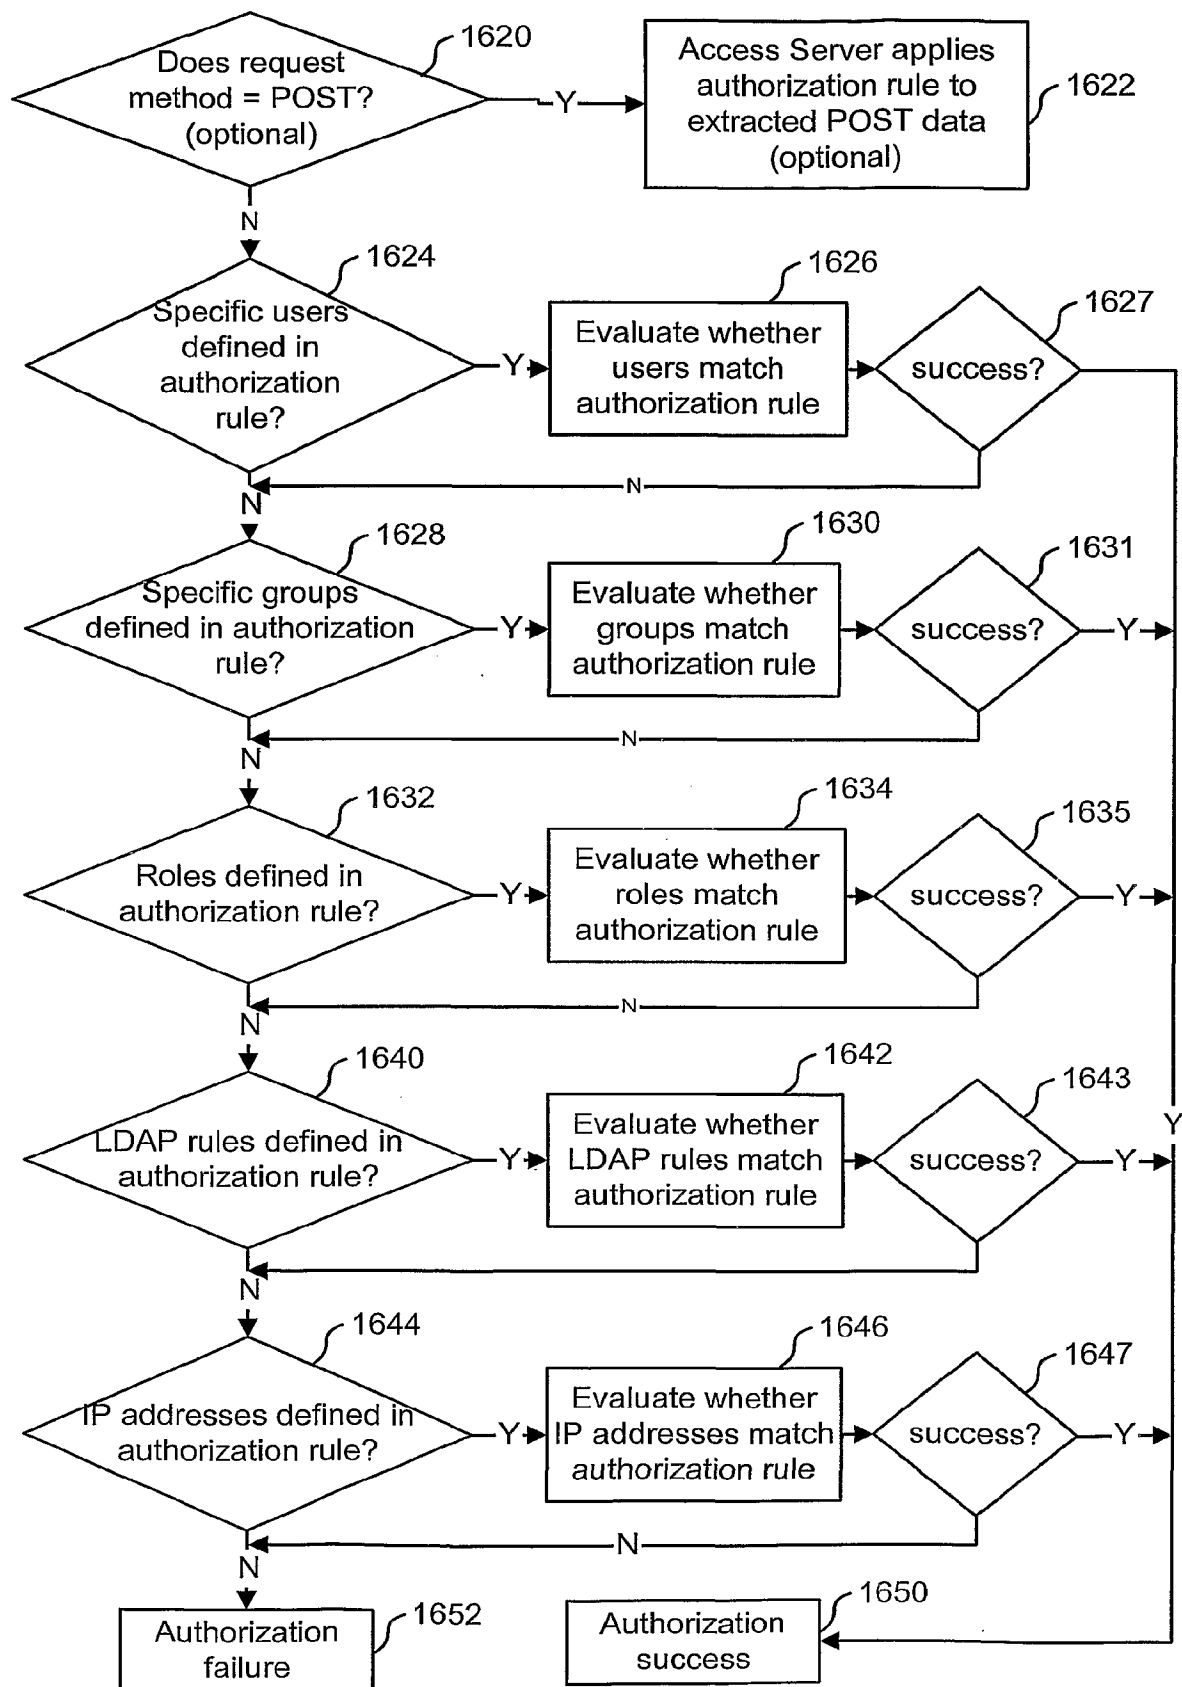 1620
Does request
method = POST?
(optional)
Y
Access Server applies
authorization rule to
extracted POST data
(optional)
1622
N
1624
Specific users
defined in
authorization
rule?
Y
1626
Evaluate whether
users match
authorization rule
1627
success?
N
N
1628
Specific groups
defined in authorization
rule?
Y
1630
Evaluate whether
groups match
authorization rule
1631
success?
Y
N
N
1632
Roles defined in
authorization rule?
Y
1634
Evaluate whether
roles match
authorization rule
1635
success?
Y
N
N
1640
LDAP rules defined in
authorization rule?
Y
1642
Evaluate whether
LDAP rules match
authorization rule
1643
success?
Y
Y
N
1644
IP addresses defined in
authorization rule?
Y
1646
Evaluate whether
IP addresses match
authorization rule
1647
success?
Y
N
N
1652
Authorization
failure
1650
Authorization
success